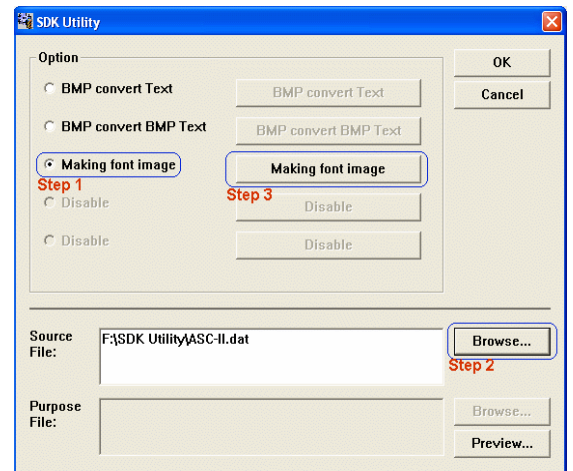 SDK Utility
Option
OK
BMP convert Text
BMP convert Text
Cancel
BMP convert BMP Text
BMP convert BMP Text
Making font image
Making font image
Step 1
Step 3
Disable
Disable
Disable
Disable
Source
File:
F:\SDK Utility\ASC-II.dat
Browse...
Step 2
Purpose
File:
Browse...
Preview...